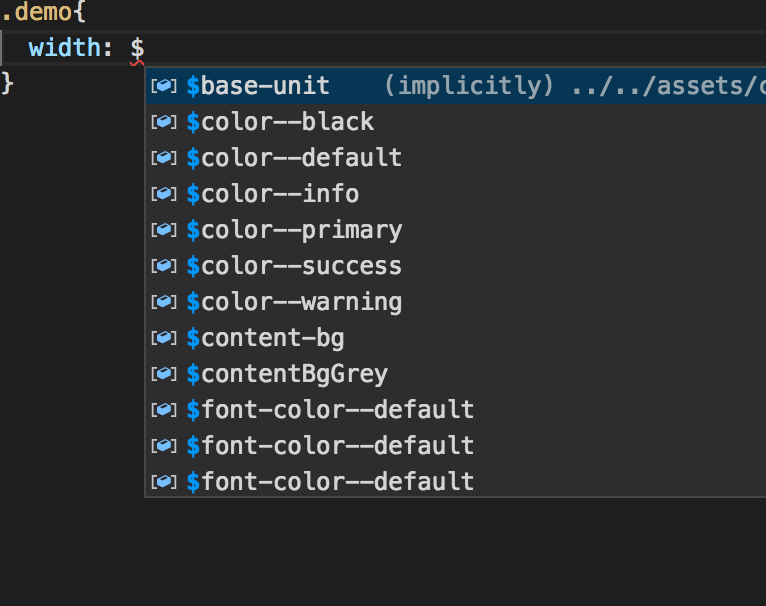 .demo{
width: $
}
$base-unit (implicitly) ../../assets/
$color--black
$color--default
$color--info
$color--primary
$color--success
$color--warning
$content-bg
$contentBgGrey
$font-color--default
$font-color--default
$font-color--default